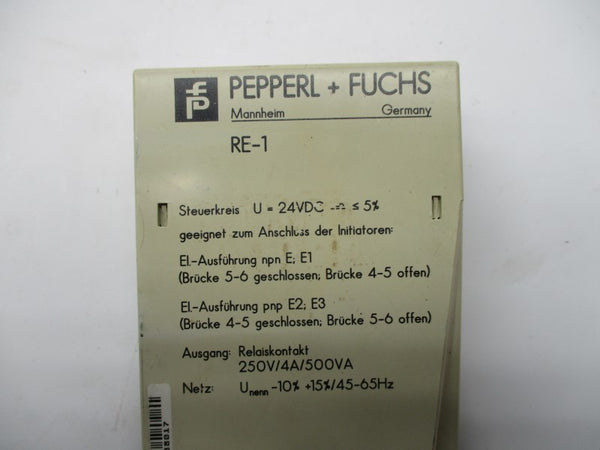 fp PEPPERL + FUCHS
Mannheim Germany
RE-1
Steuerkreis U = 24VDC ≤ 5%
geeignet zum Anschluss der Initiatoren:
El.-Ausführung npn E; E1
(Brücke 5-6 geschlossen; Brücke 4-5 offen)
El.-Ausführung pnp E2; E3
(Brücke 4-5 geschlossen; Brücke 5-6 offen)
Ausgang: Relaiskontakt
250V/4A/500VA
Netz: Unenn -10% +15%/45-65Hz